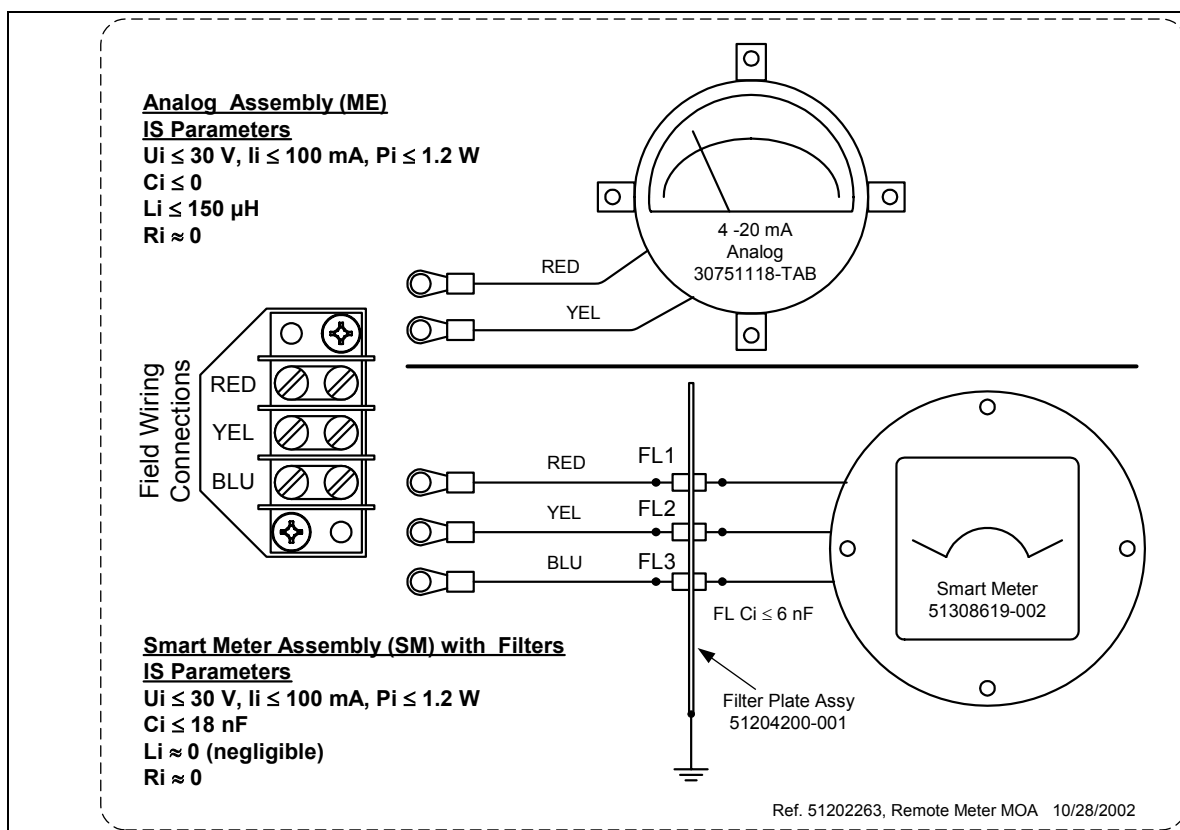 Analog Assembly (ME)
IS Parameters
Ui ≤ 30 V, Ii ≤ 100 mA, Pi ≤ 1.2 W
Ci ≤ 0
Li ≤ 150 µH
Ri ≈ 0
4 -20 mA
Analog
30751118-TAB
RED
YEL
Field Wiring
Connections
RED
YEL
BLU
RED
FL1
YEL
FL2
BLU
FL3
FL Ci ≤ 6 nF
Smart Meter
51308619-002
Filter Plate Assy
51204200-001
Smart Meter Assembly (SM) with Filters
IS Parameters
Ui ≤ 30 V, Ii ≤ 100 mA, Pi ≤ 1.2 W
Ci ≤ 18 nF
Li ≈ 0 (negligible)
Ri ≈ 0
Ref. 51202263, Remote Meter MOA 10/28/2002